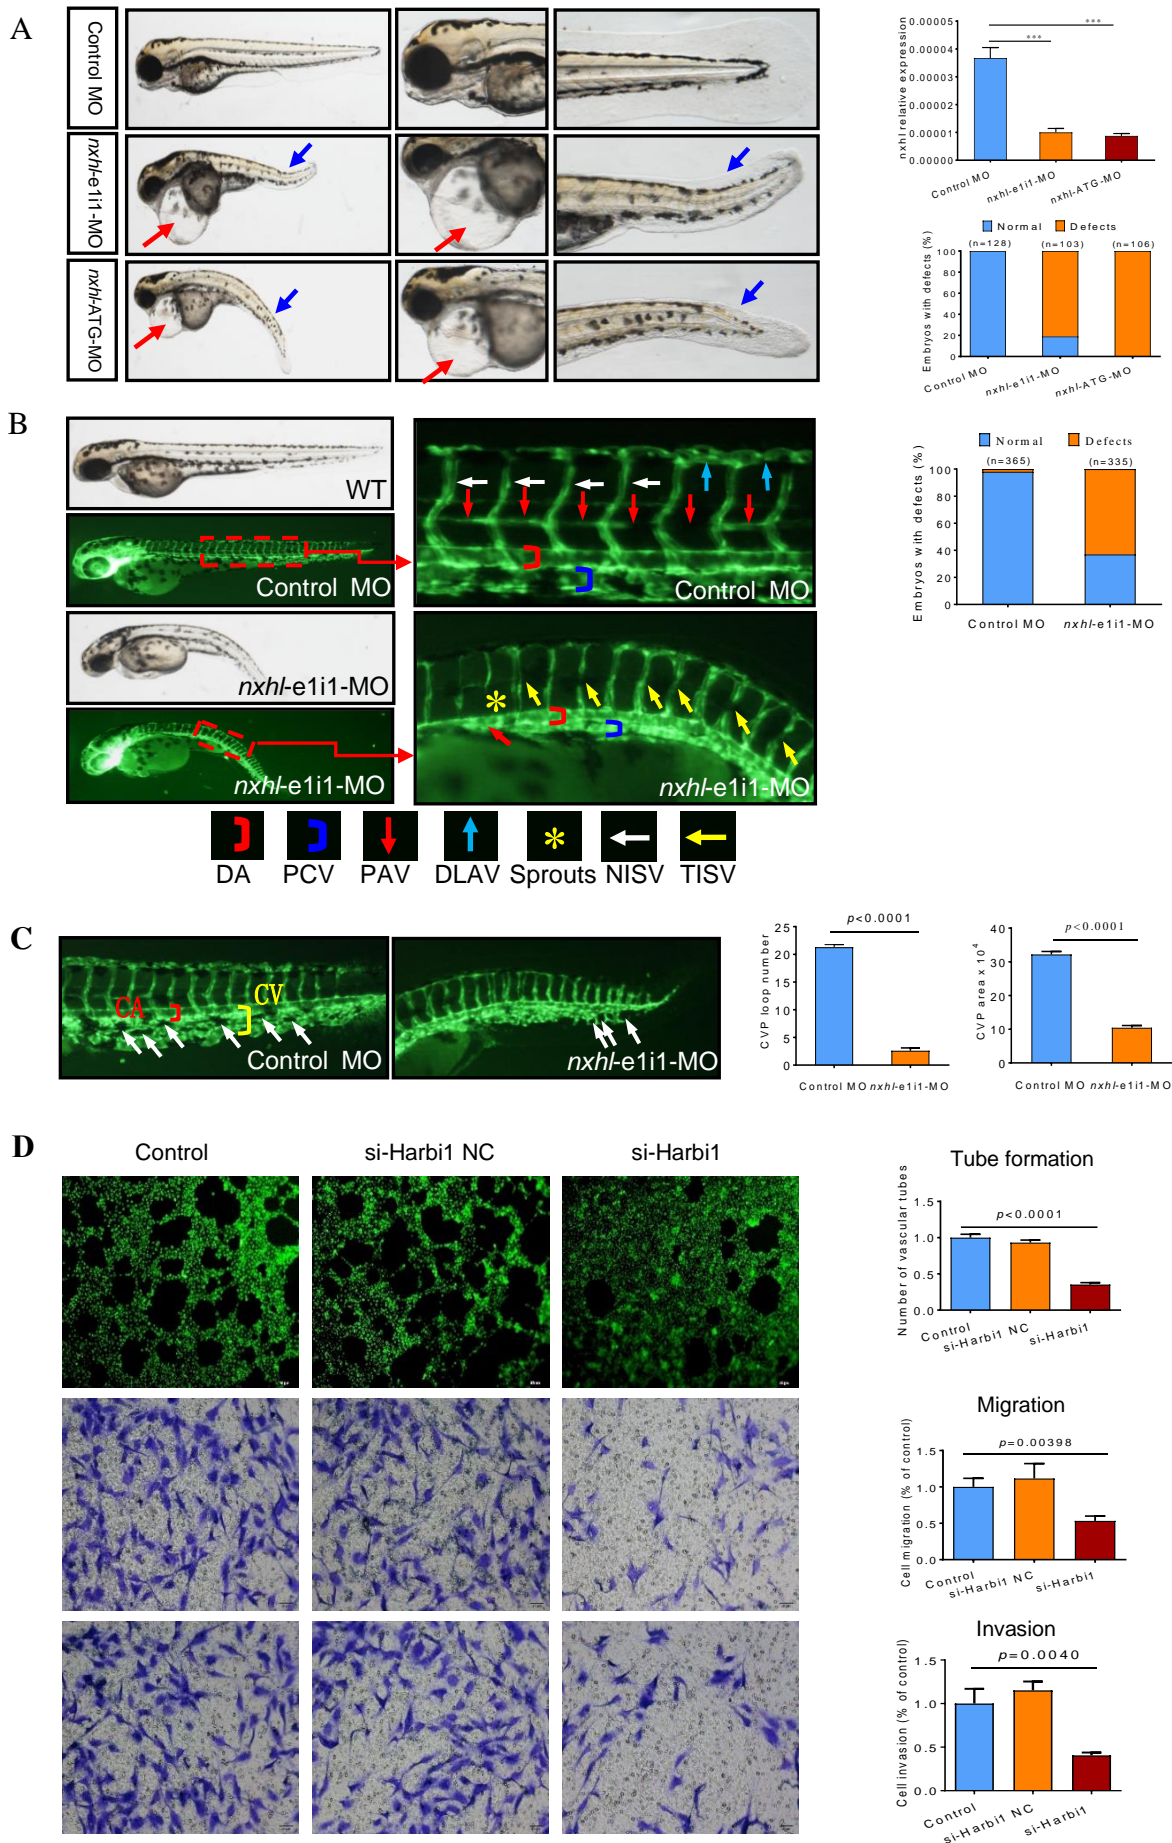 A
Control MO
nxhl-e1i1-MO
nxhl-ATG-MO
nxhl relative expression
0.00005
0.00004
0.00003
0.00002
0.00001
0.00000
***
***
Control MO
nxhl-e1i1-MO
nxhl-ATG-MO
Normal Defects
(n=128) (n=103) (n=106)
Embryos with defects (%)
100
80
60
40
20
0
Control MO
nxhl-e1i1-MO
nxhl-ATG-MO
B
WT
Control MO
nxhl-e1i1-MO
nxhl-e1i1-MO
Control MO
*
nxhl-e1i1-MO
*
DA PCV PAV DLAV Sprouts NISV TISV
Normal Defects
(n=365) (n=335)
Embryos with defects (%)
100
80
60
40
20
0
Control MO nxhl-e1i1-MO
C
CA CV
Control MO
nxhl-e1i1-MO
p<0.0001
CVP loop number
25
20
15
10
5
0
Control MO nxhl-e1i1-MO
p<0.0001
CVP area x 10⁴
40
30
20
10
0
Control MO nxhl-e1i1-MO
D
Control si-Harbi1 NC si-Harbi1
Tube formation
p<0.0001
Number of vascular tubes
1.5
1.0
0.5
0.0
Control
si-Harbi1 NC
si-Harbi1
Migration
p=0.00398
Cell migration (% of control)
1.5
1.0
0.5
0.0
Control
si-Harbi1 NC
si-Harbi1
Invasion
p=0.0040
Cell invasion (% of control)
1.5
1.0
0.5
0.0
Control
si-Harbi1 NC
si-Harbi1